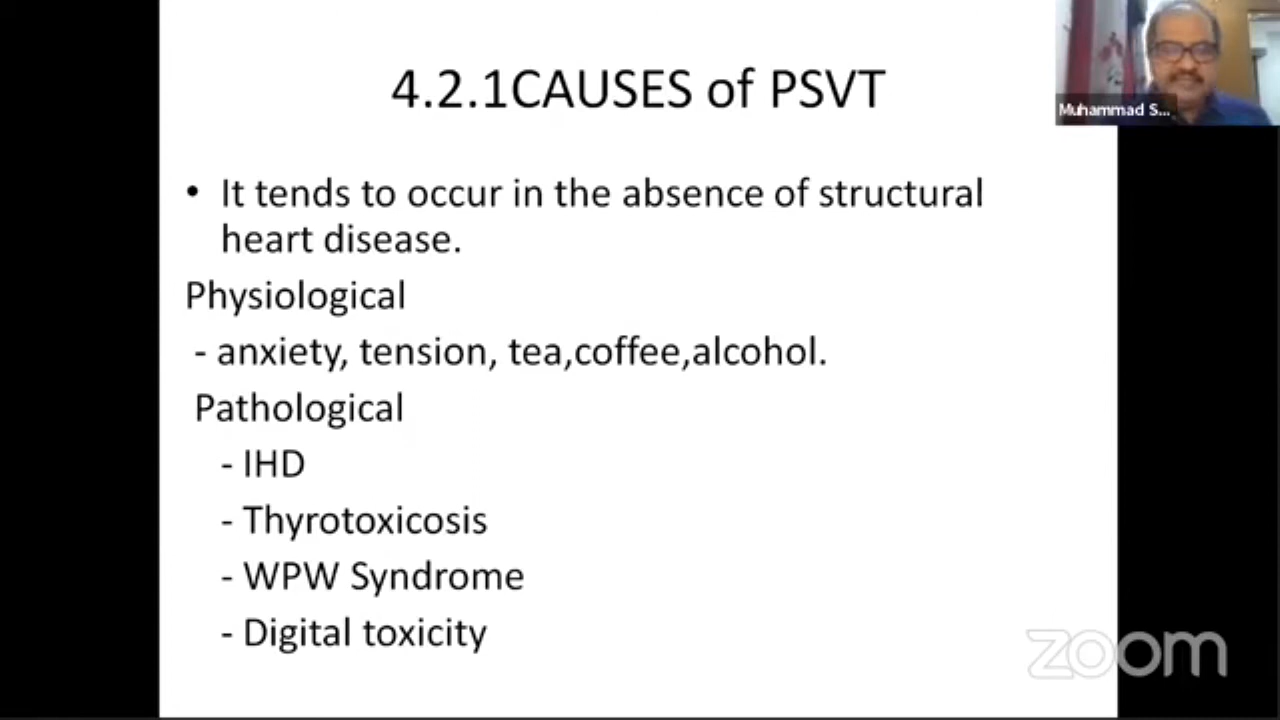 4.2.1CAUSES of PSVT
Muhammad S...
• It tends to occur in the absence of structural
heart disease.
Physiological
- anxiety, tension, tea,coffee,alcohol.
Pathological
- IHD
- Thyrotoxicosis
- WPW Syndrome
- Digital toxicity
zoom